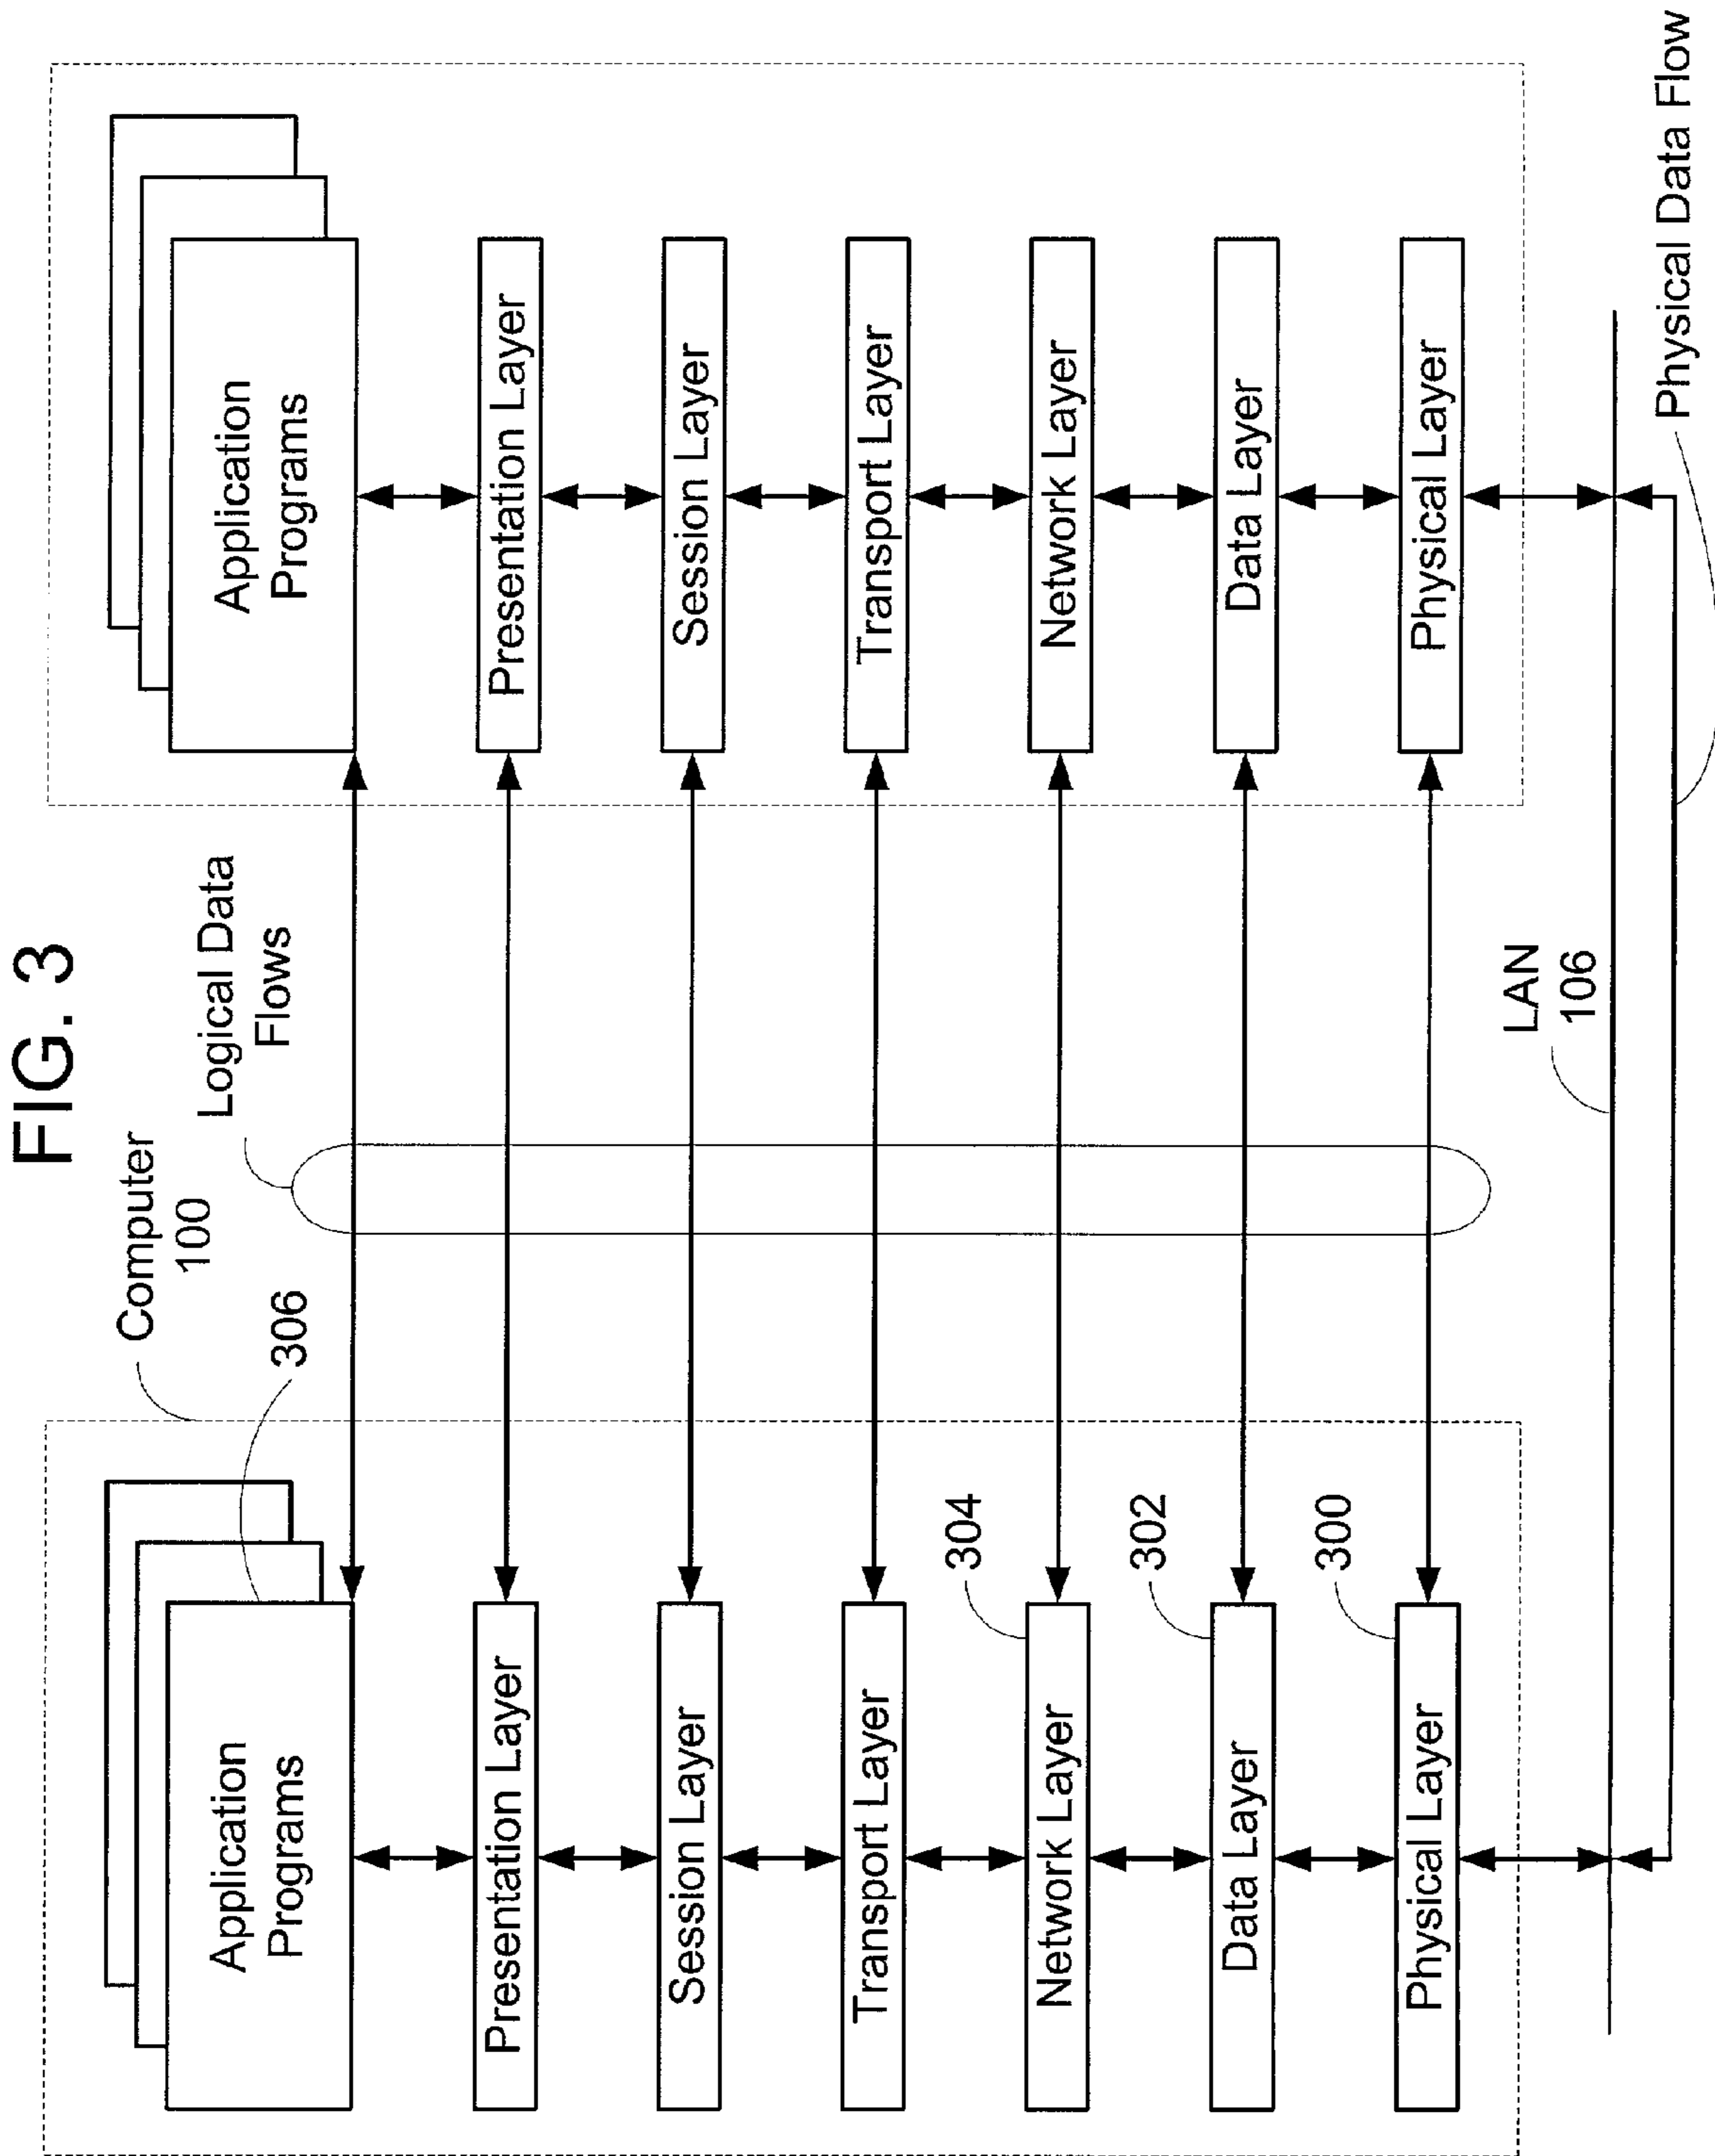 FIG. 3
Computer
100
306
Logical Data
Flows
Application
Programs
Presentation Layer
Session Layer
Transport Layer
Network Layer
304
Data Layer
302
Physical Layer
300
Application
Programs
Presentation Layer
Session Layer
Transport Layer
Network Layer
Data Layer
Physical Layer
LAN
106
Physical Data Flow